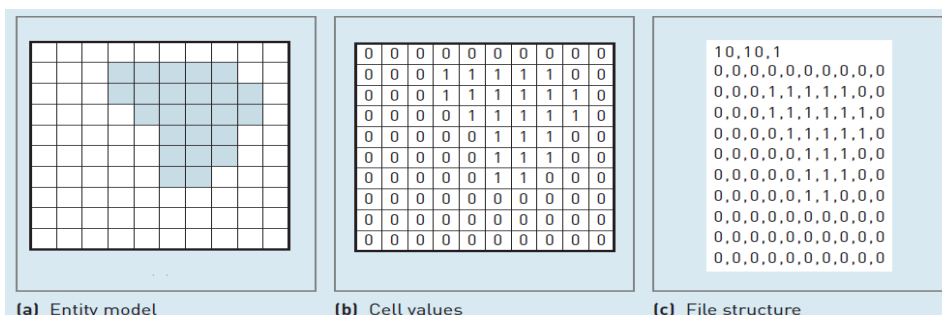 0 0 0 0 0 0 0 0 0 0
0 0 0 1 1 1 1 1 0 0
0 0 0 1 1 1 1 1 1 0
0 0 0 0 1 1 1 1 1 0
0 0 0 0 0 1 1 1 0 0
0 0 0 0 0 1 1 1 0 0
0 0 0 0 0 1 1 0 0 0
0 0 0 0 0 0 0 0 0 0
0 0 0 0 0 0 0 0 0 0
0 0 0 0 0 0 0 0 0 0
10,10,1
0,0,0,0,0,0,0,0,0,0
0,0,0,1,1,1,1,1,0,0
0,0,0,1,1,1,1,1,1,0
0,0,0,0,1,1,1,1,1,0
0,0,0,0,0,1,1,1,0,0
0,0,0,0,0,1,1,1,0,0
0,0,0,0,0,1,1,0,0,0
0,0,0,0,0,0,0,0,0,0
0,0,0,0,0,0,0,0,0,0
0,0,0,0,0,0,0,0,0,0
(a) Entity model
(b) Cell values
(c) File structure